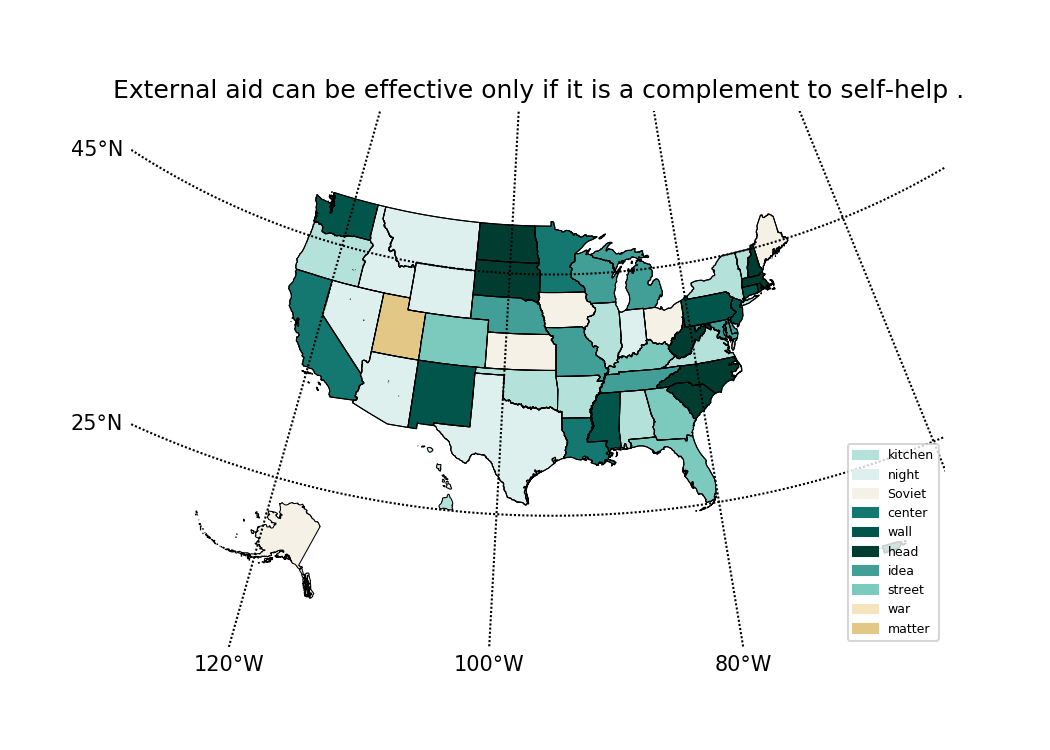 External aid can be effective only if it is a complement to self-help .
45°N
25°N
kitchen
night
Soviet
center
wall
head
idea
street
war
matter
120°W
100°W
80°W